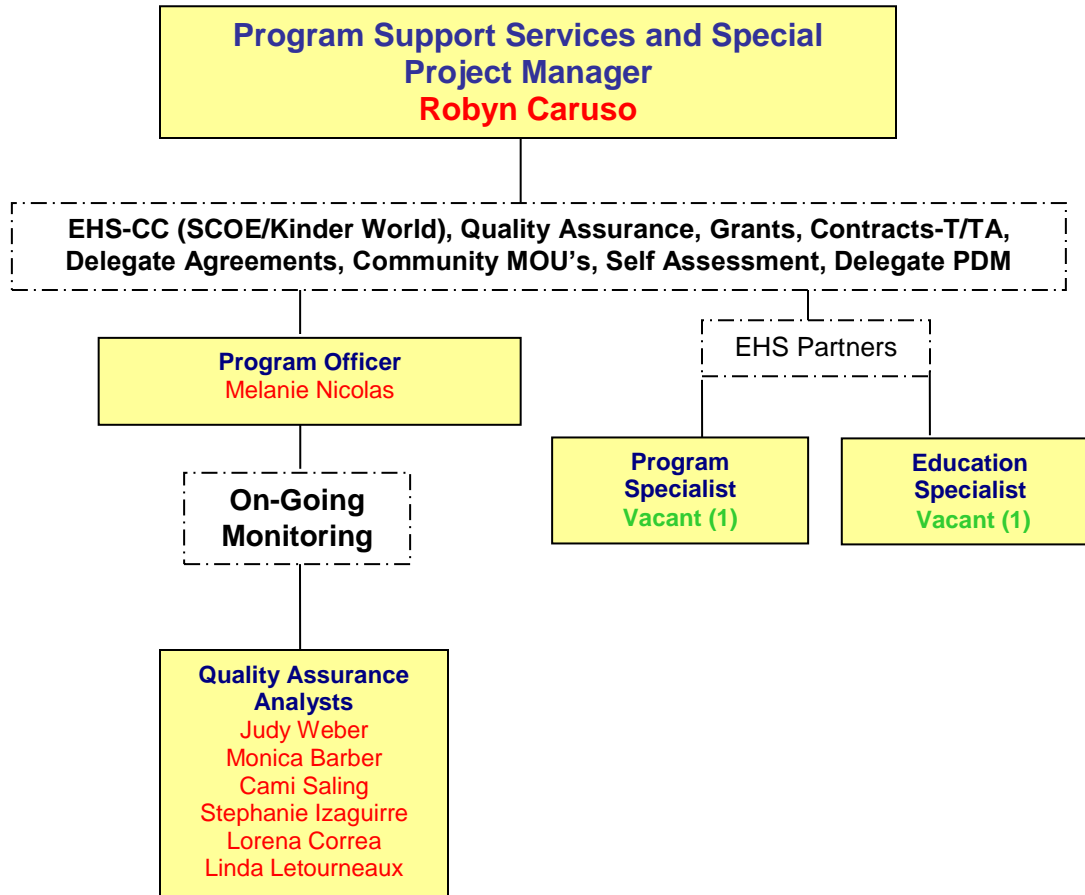 Program Support Services and Special
Project Manager
Robyn Caruso
EHS-CC (SCOE/Kinder World), Quality Assurance, Grants, Contracts-T/TA,
Delegate Agreements, Community MOU’s, Self Assessment, Delegate PDM
Program Officer
Melanie Nicolas
On-Going
Monitoring
Quality Assurance
Analysts
Judy Weber
Monica Barber
Cami Saling
Stephanie Izaguirre
Lorena Correa
Linda Letourneaux
EHS Partners
Program
Specialist
Vacant (1)
Education
Specialist
Vacant (1)